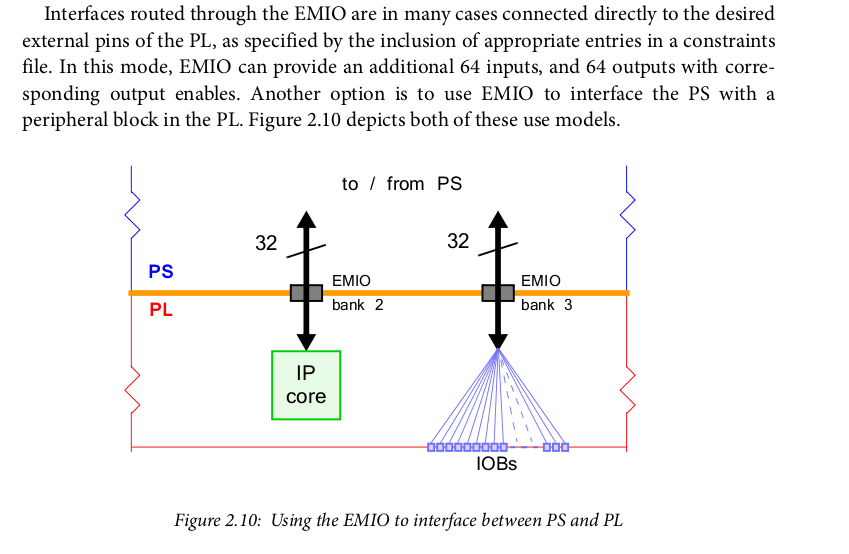 Interfaces routed through the EMIO are in many cases connected directly to the desired
external pins of the PL, as specified by the inclusion of appropriate entries in a constraints
file. In this mode, EMIO can provide an additional 64 inputs, and 64 outputs with corre-
sponding output enables. Another option is to use EMIO to interface the PS with a
peripheral block in the PL. Figure 2.10 depicts both of these use models.
to / from PS
32
32
PS
EMIO
bank 2
EMIO
bank 3
PL
IP
core
IOBs
Figure 2.10: Using the EMIO to interface between PS and PL